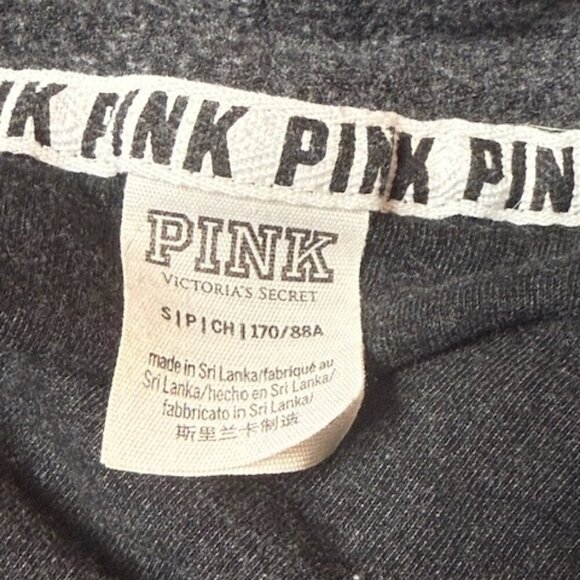 PINK PINK PIN
PINK
VICTORIA'S SECRET
S|P|CH|170/88A
made in Sri Lanka/fabriqué au
Sri Lanka/hecho en Sri Lanka/
fabbricato in Sri Lanka/
斯里兰卡制造